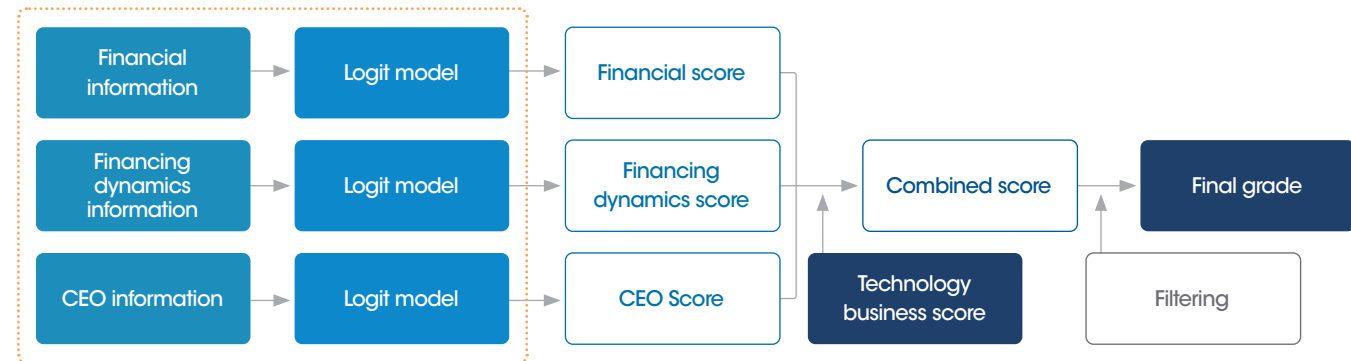 Financial
information
Logit model
Financial score
Financing
dynamics
information
Logit model
Financing
dynamics score
Combined score
Final grade
CEO information
Logit model
CEO Score
Technology
business score
Filtering